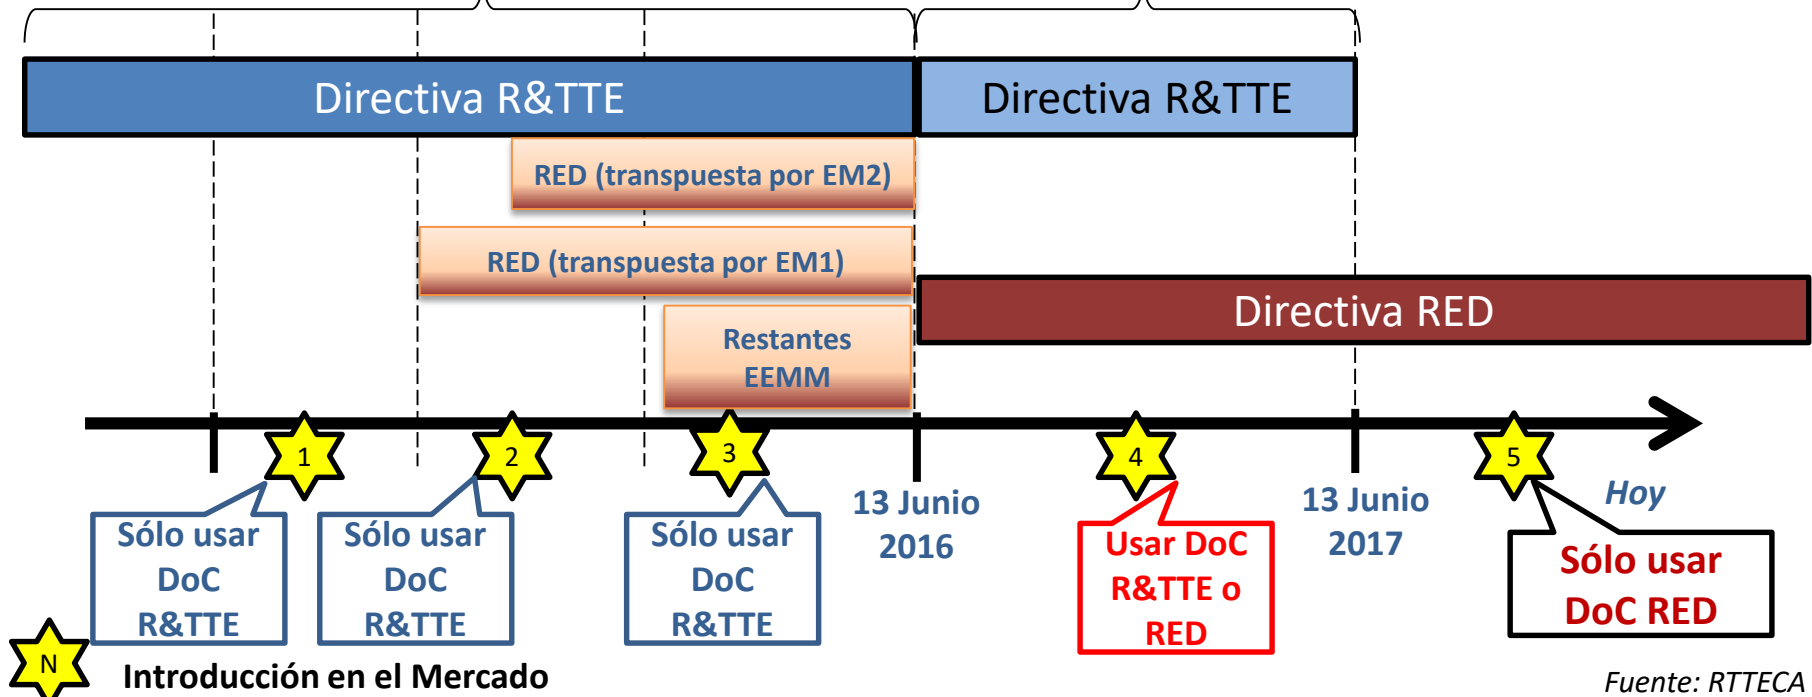 Directiva R&TTE
Directiva R&TTE
RED (transpuesta por EM2)
RED (transpuesta por EM1)
Directiva RED
Restantes
EEMM
1
2
3
4
5
13 Junio
2016
13 Junio
2017
Hoy
Sólo usar
DoC
R&TTE
Sólo usar
DoC
R&TTE
Sólo usar
DoC
R&TTE
Usar DoC
R&TTE o
RED
Sólo usar
DoC RED
N
Introducción en el Mercado
Fuente: RTTECA